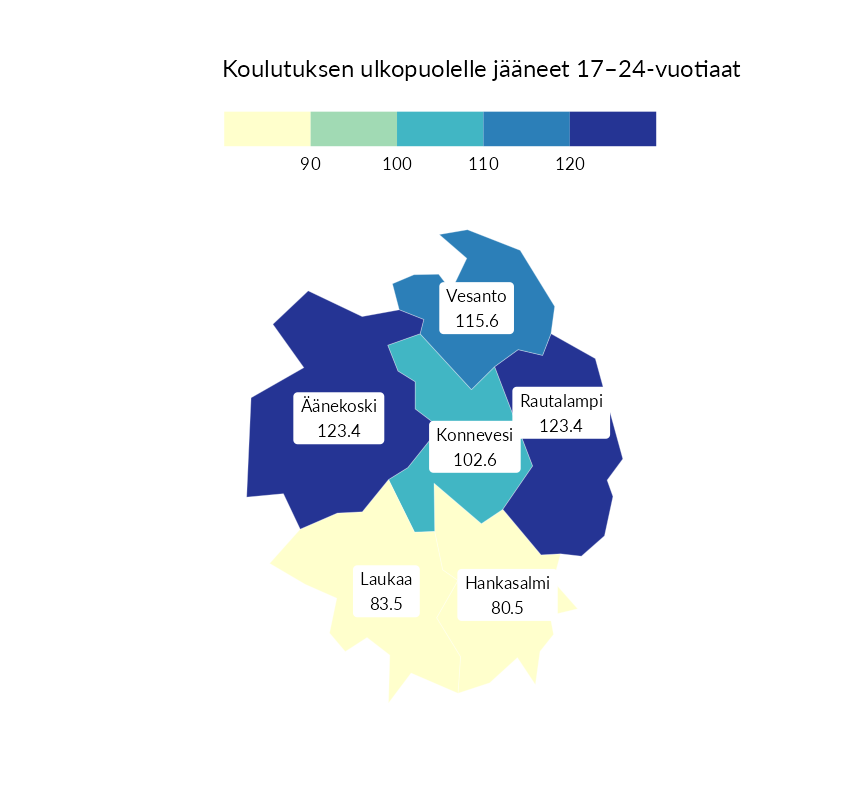 Koulutuksen ulkopuolelle jääneet 17–24-vuotiaat
90 100 110 120
Vesanto
115.6
Rautalampi
123.4
Äänekoski
123.4
Konnevesi
102.6
Laukaa
83.5
Hankasalmi
80.5